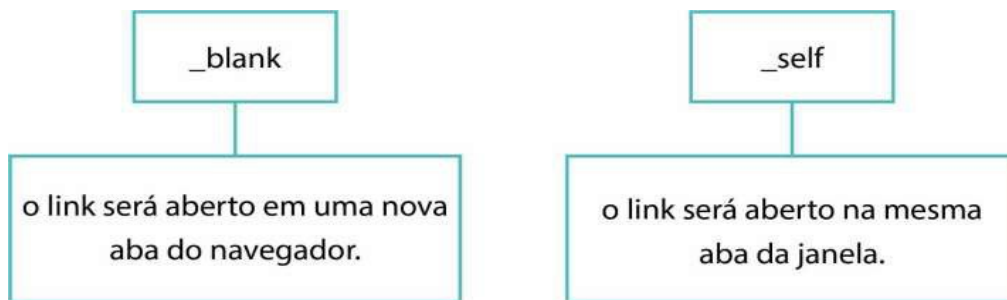 _blank
o link será aberto em uma nova
aba do navegador.
_self
o link será aberto na mesma
aba da janela.